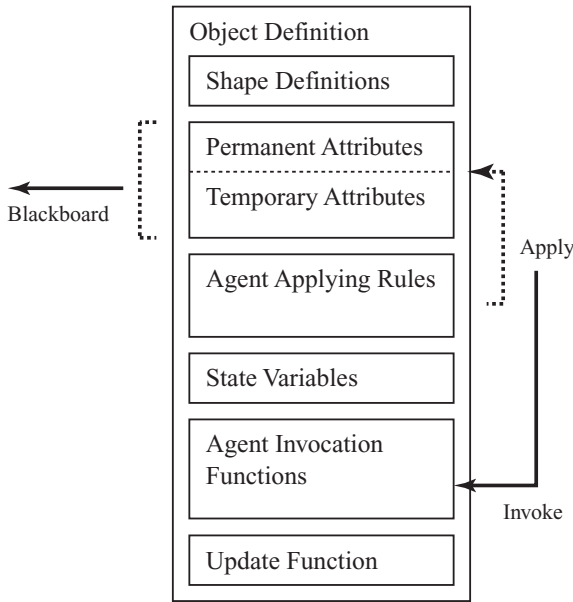 Object Definition
Shape Definitions
Permanent Attributes
Temporary Attributes
Blackboard
Agent Applying Rules
Apply
State Variables
Agent Invocation
Functions
Invoke
Update Function